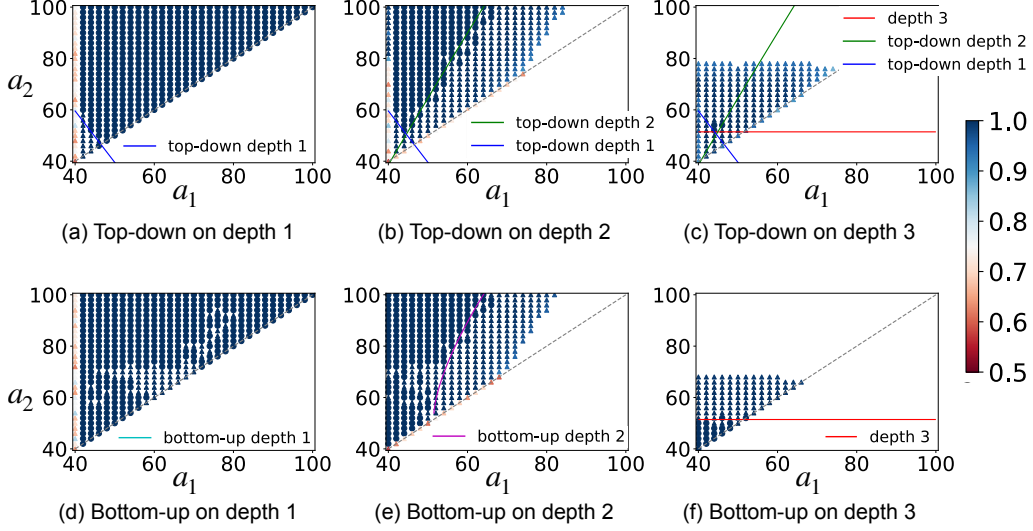 100
80
60
40
a2
40 60 80 100
a1
top-down depth 1
(a) Top-down on depth 1
100
80
60
40
40 60 80 100
a1
top-down depth 2
top-down depth 1
(b) Top-down on depth 2
100
80
60
40
40 60 80 100
a1
depth 3
top-down depth 2
top-down depth 1
(c) Top-down on depth 3
1.0
0.9
0.8
0.7
0.6
0.5
100
80
60
40
a2
40 60 80 100
a1
bottom-up depth 1
(d) Bottom-up on depth 1
100
80
60
40
40 60 80 100
a1
bottom-up depth 2
(e) Bottom-up on depth 2
100
80
60
40
40 60 80 100
a1
depth 3
(f) Bottom-up on depth 3